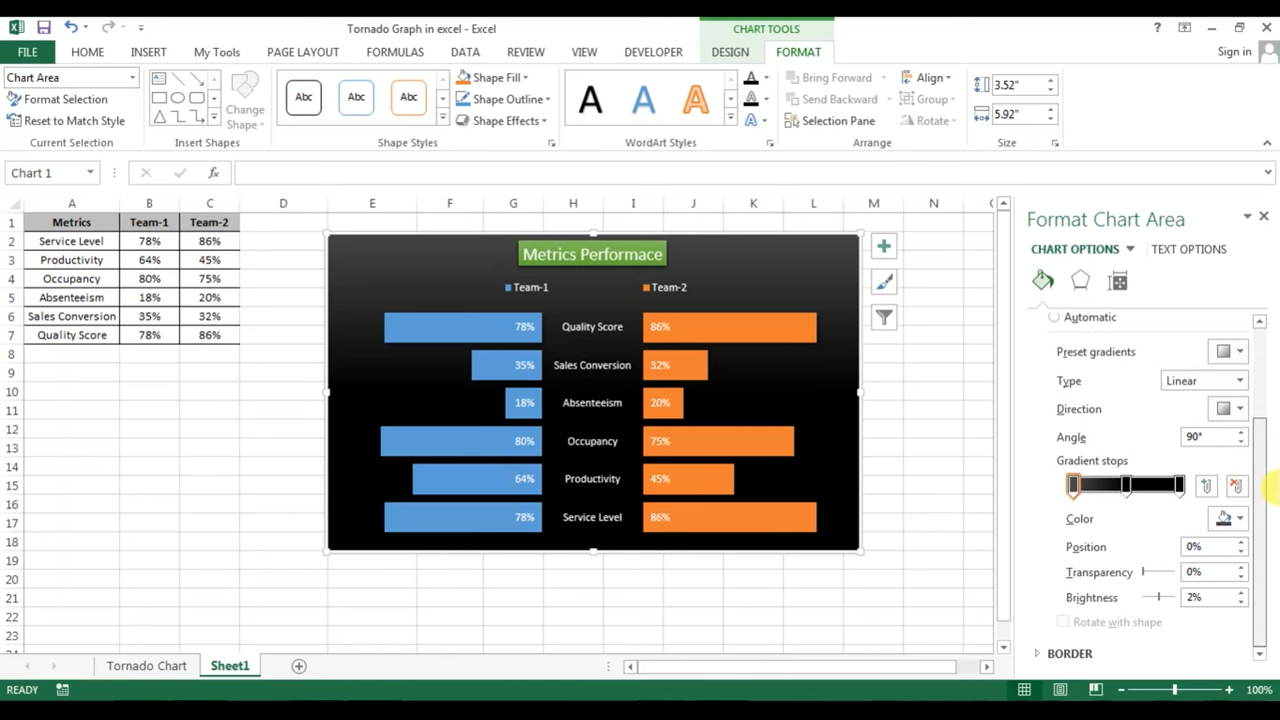 Tornado Graph in excel - Excel
CHART TOOLS
?
FILE
HOME
INSERT
My Tools
PAGE LAYOUT
FORMULAS
DATA
REVIEW
VIEW
DEVELOPER
DESIGN
FORMAT
Sign in
Chart Area
Format Selection
Reset to Match Style
Current Selection
Change
Shape
Insert Shapes
Abc
Abc
Abc
Shape Fill
Shape Outline
Shape Effects
Shape Styles
A
A
A
A
A
A
WordArt Styles
Bring Forward
Send Backward
Selection Pane
Align
Group
Rotate
Arrange
3.52"
5.92"
Size
Chart 1
fx
A B C D E F G H I J K L M N
1 Metrics Team-1 Team-2
2 Service Level 78% 86%
3 Productivity 64% 45%
4 Occupancy 80% 75%
5 Absenteeism 18% 20%
6 Sales Conversion 35% 32%
7 Quality Score 78% 86%
8
9
10
11
12
13
14
15
16
17
18
19
20
21
22
23
Metrics Performace
Team-1 Team-2
78% Quality Score 86%
35% Sales Conversion 32%
18% Absenteeism 20%
80% Occupancy 75%
64% Productivity 45%
78% Service Level 86%
Format Chart Area
CHART OPTIONS
TEXT OPTIONS
Automatic
Preset gradients
Type Linear
Direction
Angle 90°
Gradient stops
Color
Position 0%
Transparency 0%
Brightness 2%
Rotate with shape
BORDER
Tornado Chart
Sheet1
READY
100%